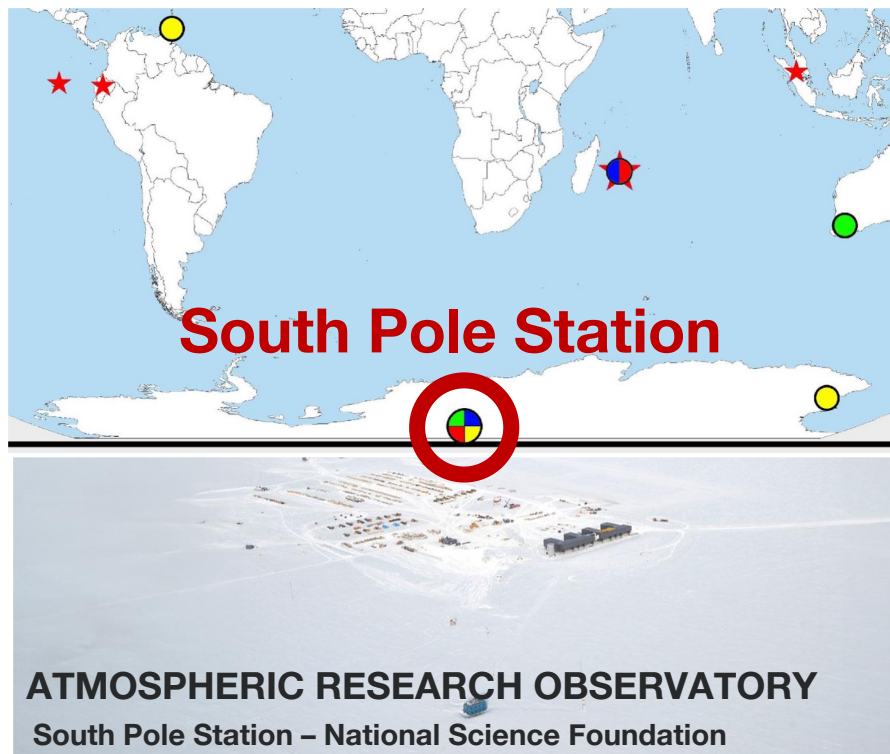 South Pole Station
ATMOSPHERIC RESEARCH OBSERVATORY
South Pole Station – National Science Foundation